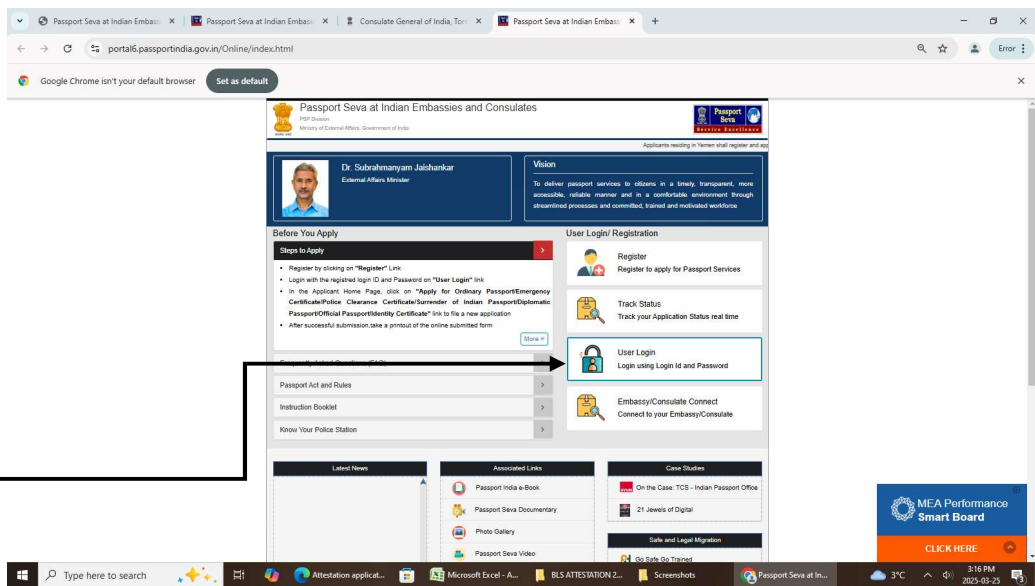 Passport Seva at Indian Embass
Passport Seva at Indian Embass
Consulate General of India, Toro
Passport Seva at Indian Embass
portal6.passportindia.gov.in/Online/index.html
Error
Google Chrome isn't your default browser
Set as default
Passport Seva at Indian Embassies and Consulates
PSP Division
Ministry of External Affairs, Government of India
Passport
Seva
Service Excellence
Applicants residing in Yemen shall register and app
Dr. Subrahmanyam Jaishankar
External Affairs Minister
Vision
To deliver passport services to citizens in a timely, transparent, more
accessible, reliable manner and in a comfortable environment through
streamlined processes and committed, trained and motivated workforce
Before You Apply
Steps to Apply
• Register by clicking on "Register" Link
• Login with the registred login ID and Password on "User Login" link
• In the Applicant Home Page, click on "Apply for Ordinary Passport/Emergency
Certificate/Police Clearance Certificate/Surrender of Indian Passport/Diplomatic
Passport/Official Passport/Identity Certificate" link to file a new application
• After successful submission,take a printout of the online submitted form
More
Frequently Asked Questions (FAQ)
Passport Act and Rules
Instruction Booklet
Know Your Police Station
User Login/ Registration
Register
Register to apply for Passport Services
Track Status
Track your Application Status real time
User Login
Login using Login Id and Password
Embassy/Consulate Connect
Connect to your Embassy/Consulate
Latest News
Associated Links
Passport India e-Book
Passport Seva Documentary
Photo Gallery
Passport Seva Video
Case Studies
On the Case: TCS - Indian Passport Office
21 Jewels of Digital
Safe and Legal Migration
Go Safe Go Trained
MEA Performance
Smart Board
CLICK HERE
Type here to search
Attestation applicat...
Microsoft Excel - A...
BLS ATTESTATION 2...
Screenshots
Passport Seva at In...
3°C
3:16 PM
2025-03-25